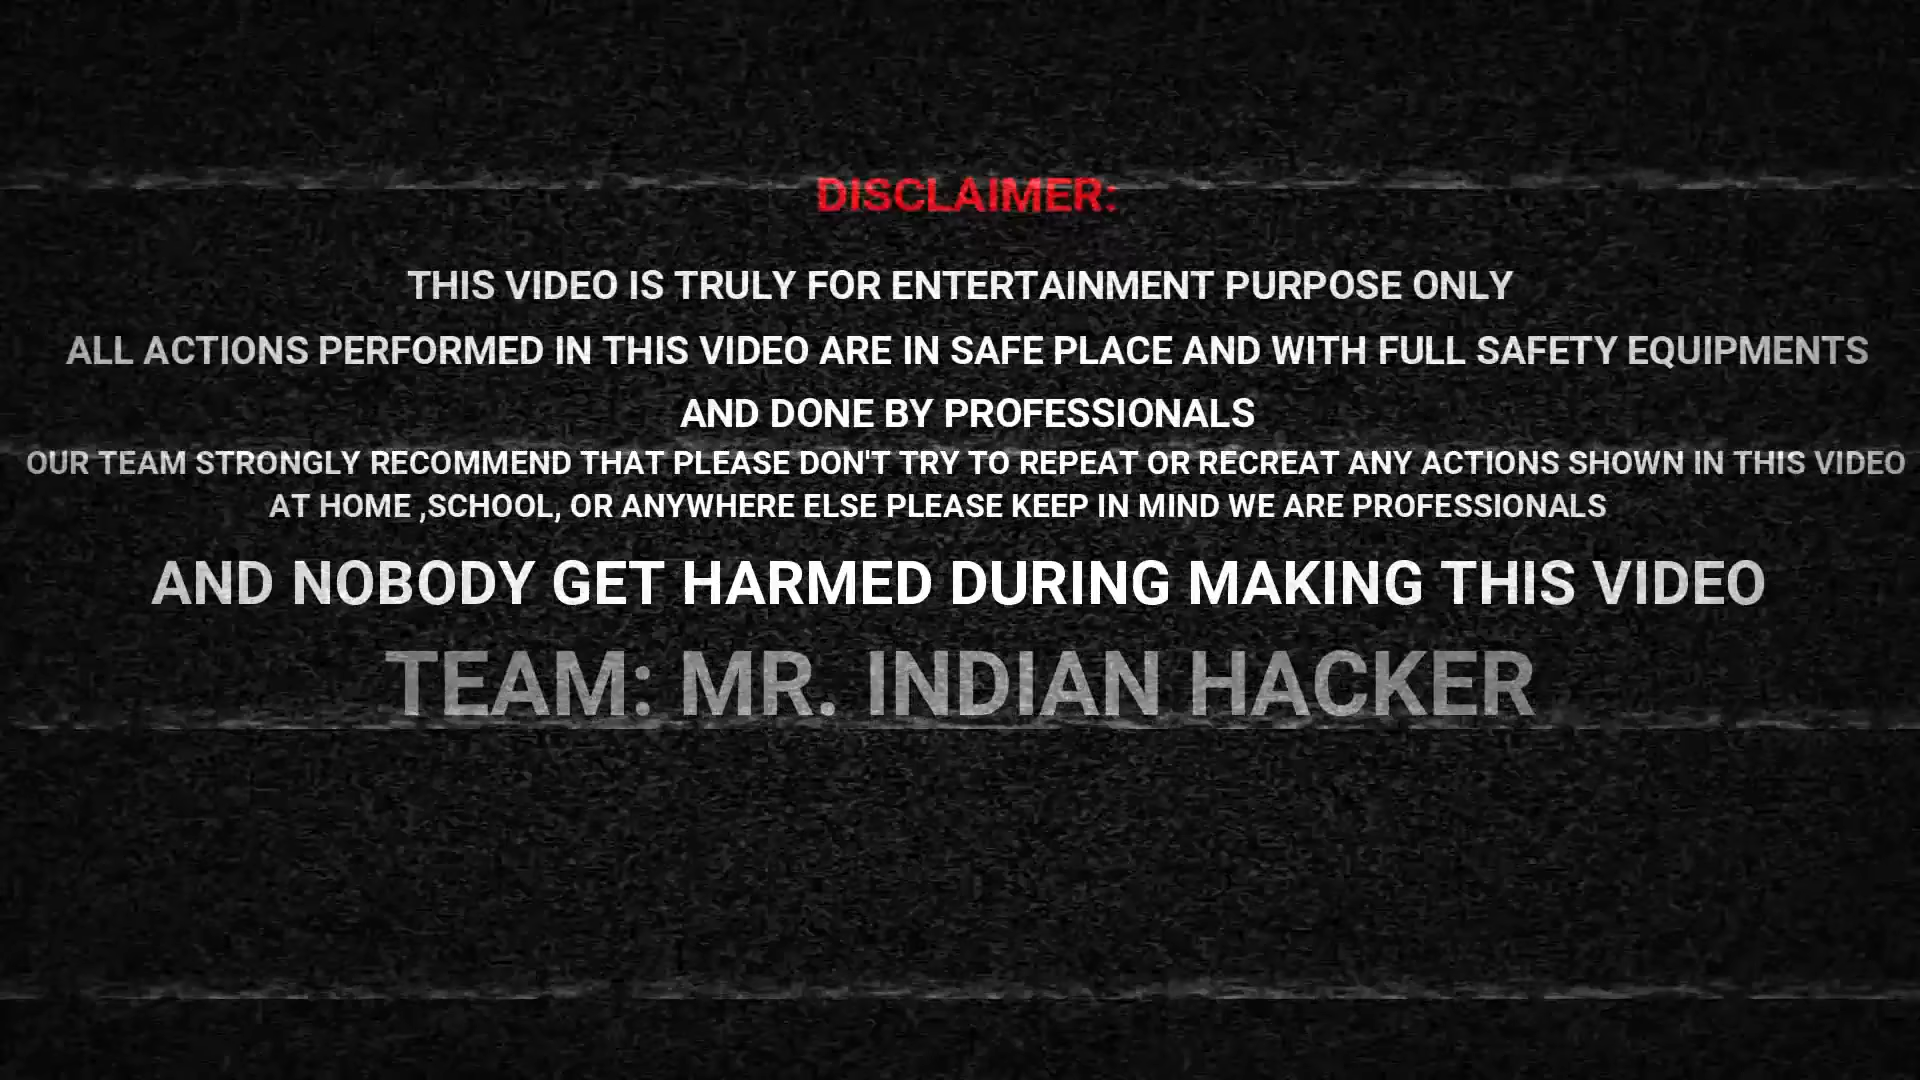 DISCLAIMER:
THIS VIDEO IS TRULY FOR ENTERTAINMENT PURPOSE ONLY
ALL ACTIONS PERFORMED IN THIS VIDEO ARE IN SAFE PLACE AND WITH FULL SAFETY EQUIPMENTS
AND DONE BY PROFESSIONALS
OUR TEAM STRONGLY RECOMMEND THAT PLEASE DON'T TRY TO REPEAT OR RECREAT ANY ACTIONS SHOWN IN THIS VIDEO
AT HOME ,SCHOOL, OR ANYWHERE ELSE PLEASE KEEP IN MIND WE ARE PROFESSIONALS
AND NOBODY GET HARMED DURING MAKING THIS VIDEO
TEAM: MR. INDIAN HACKER